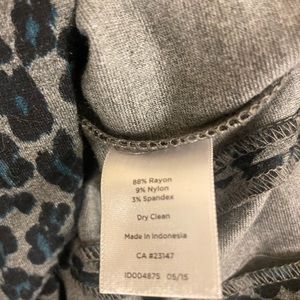 88% Rayon
9% Nylon
3% Spandex
Dry Clean
Made in Indonesia
CA #23147
ID004875 05/15